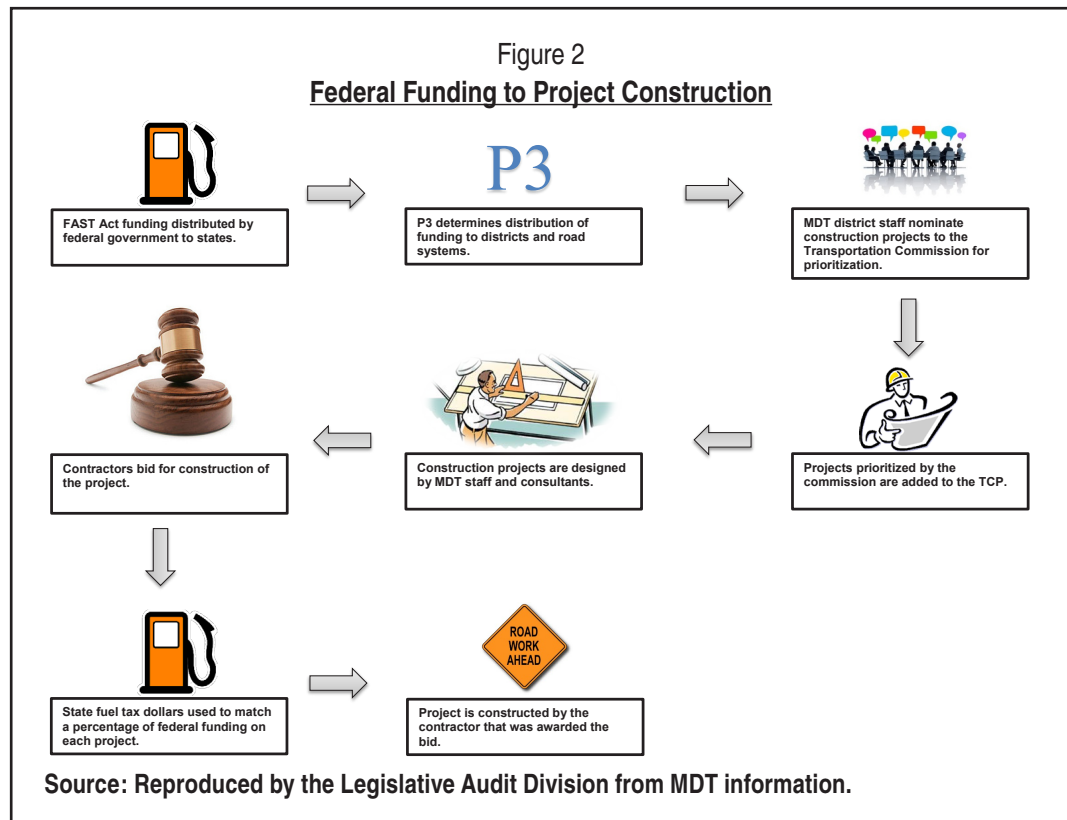 Figure 2
Federal Funding to Project Construction
P3
FAST Act funding distributed by
federal government to states.
P3 determines distribution of
funding to districts and road
systems.
MDT district staff nominate
construction projects to the
Transportation Commission for
prioritization.
Projects prioritized by the
commission are added to the TCP.
Construction projects are designed
by MDT staff and consultants.
Contractors bid for construction of
the project.
State fuel tax dollars used to match
a percentage of federal funding on
each project.
ROAD
WORK
AHEAD
Project is constructed by the
contractor that was awarded the
bid.
Source: Reproduced by the Legislative Audit Division from MDT information.